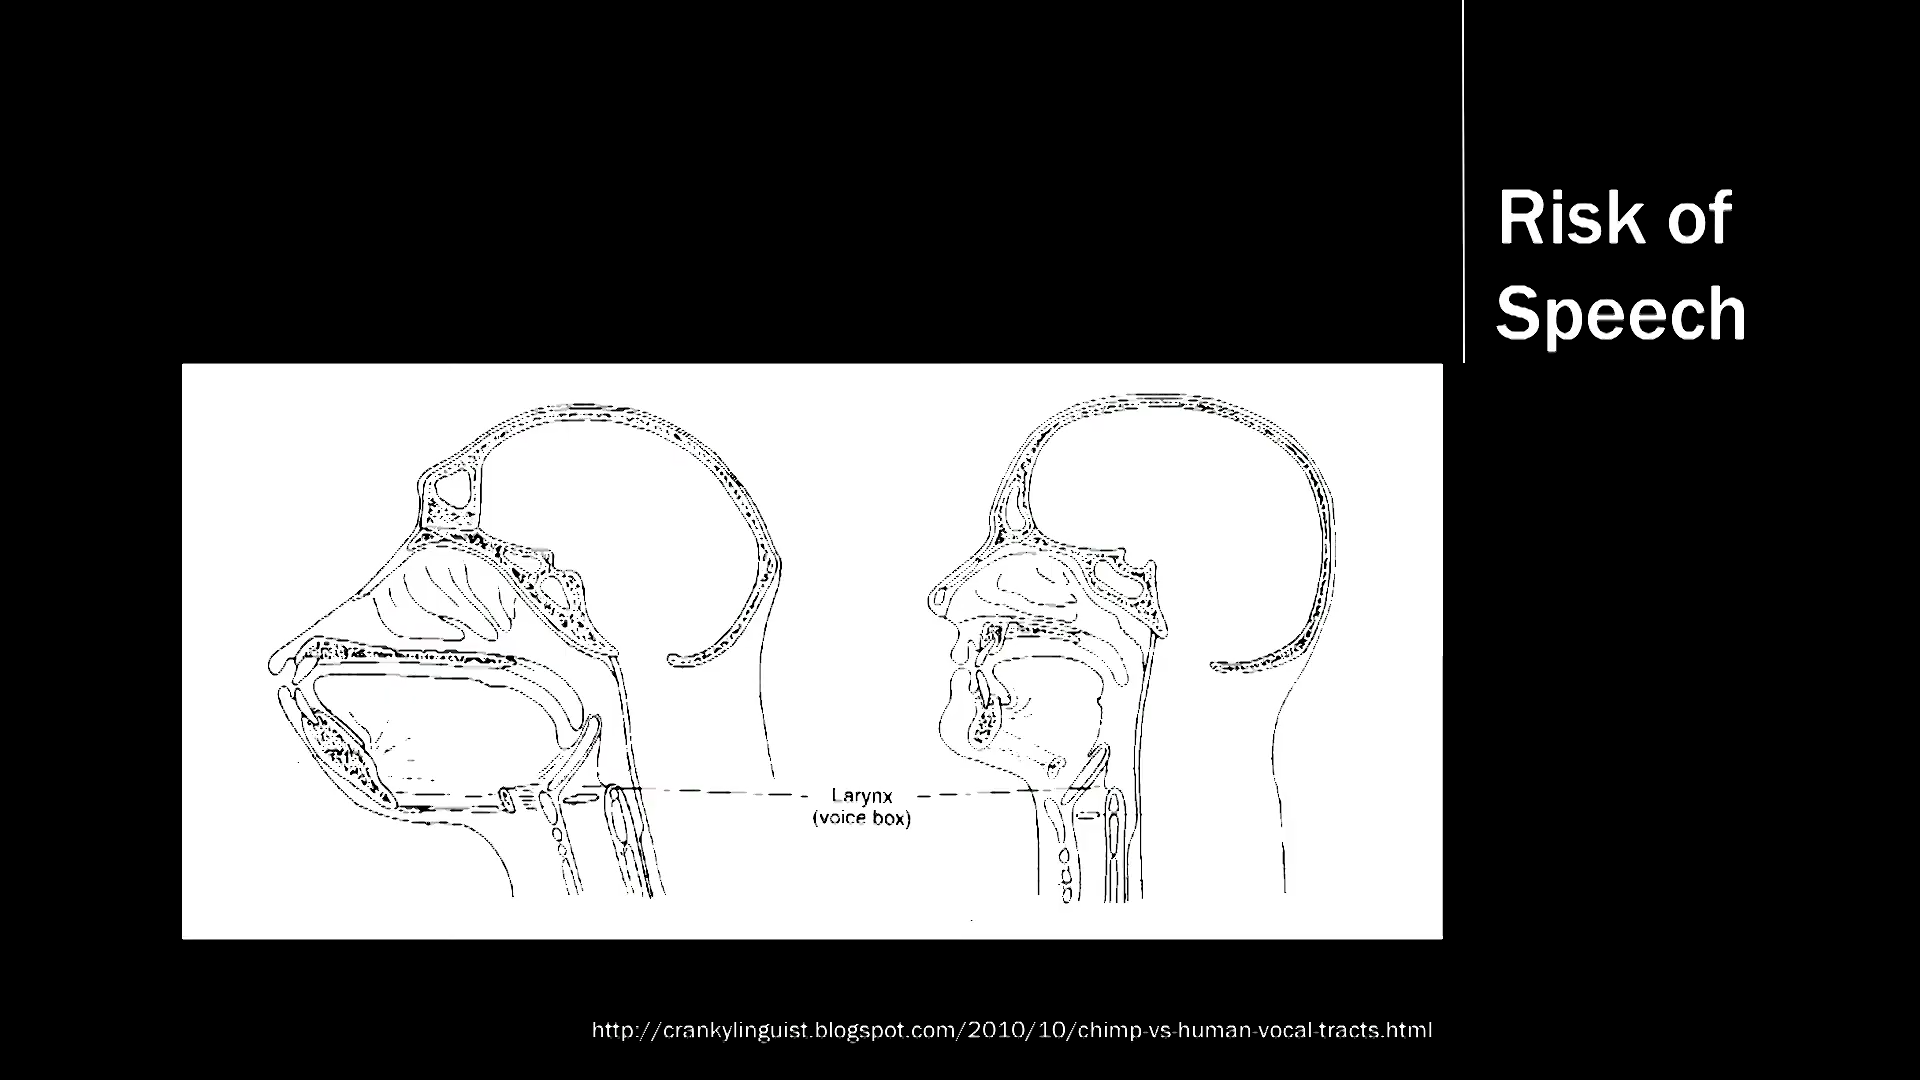 Risk of
Speech
Larynx
(voice box)
http://crankylinguist.blogspot.com/2010/10/chimp-vs-human-vocal-tracts.html